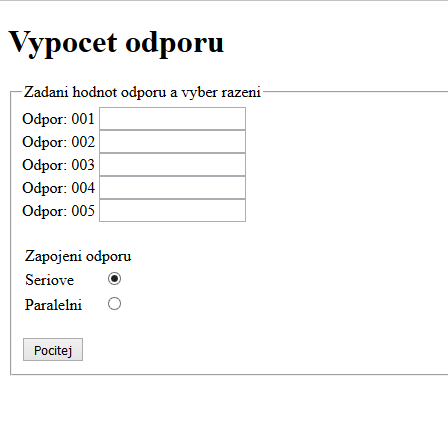 Vypocet odporu
Zadani hodnot odporu a vyber razeni
Odpor: 001
Odpor: 002
Odpor: 003
Odpor: 004
Odpor: 005
Zapojeni odporu
Seriove
Paralelni
Pocitej